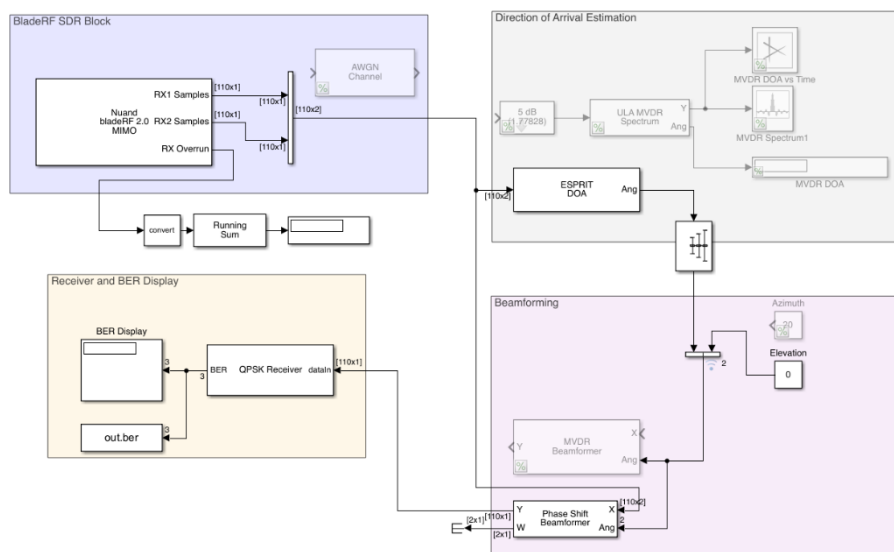 BladeRF SDR Block
AWGN
Channel
Nuand
bladeRF 2.0
MIMO
RX1 Samples
RX2 Samples
RX Overrun
[110x1]
[110x1]
[110x1]
[110x1]
[110x2]
convert
Running
Sum
Direction of Arrival Estimation
5 dB
(1.77828)
ULA MVDR
Spectrum
Y
Ang
MVDR DOA vs Time
MVDR Spectrum1
MVDR DOA
[110x2]
ESPRIT
DOA
Ang
Receiver and BER Display
BER Display
3
3
3
out.ber
BER
QPSK Receiver
dataIn
[110x1]
Beamforming
Azimuth
20
Elevation
0
2
MVDR
Beamformer
Y
X
Ang
Phase Shift
Beamformer
Y
W
X
Ang
[110x2]
2
[110x1]
[2x1]
[2x1]